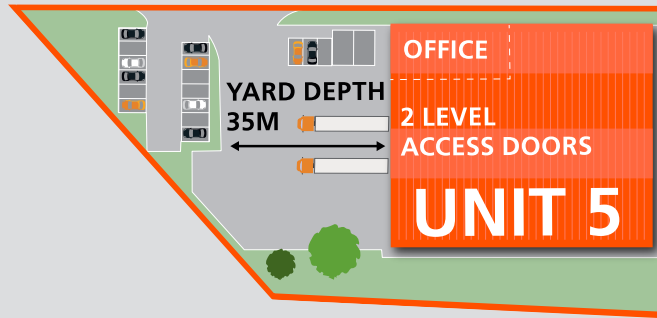 OFFICE
YARD DEPTH
35M
2 LEVEL
ACCESS DOORS
UNIT 5